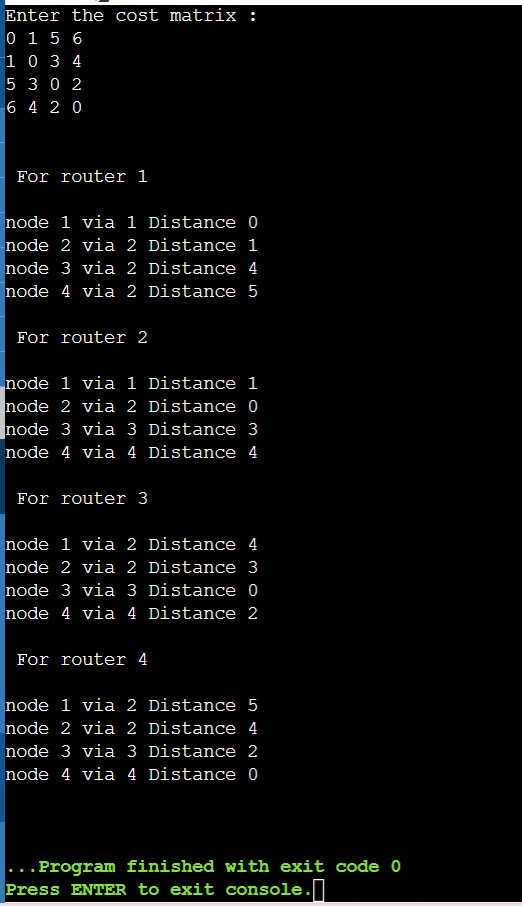 Enter the cost matrix :
0 1 5 6
1 0 3 4
5 3 0 2
6 4 2 0
For router 1
node 1 via 1 Distance 0
node 2 via 2 Distance 1
node 3 via 2 Distance 4
node 4 via 2 Distance 5
For router 2
node 1 via 1 Distance 1
node 2 via 2 Distance 0
node 3 via 3 Distance 3
node 4 via 4 Distance 4
For router 3
node 1 via 2 Distance 4
node 2 via 2 Distance 3
node 3 via 3 Distance 0
node 4 via 4 Distance 2
For router 4
node 1 via 2 Distance 5
node 2 via 2 Distance 4
node 3 via 3 Distance 2
node 4 via 4 Distance 0
...Program finished with exit code 0
Press ENTER to exit console.